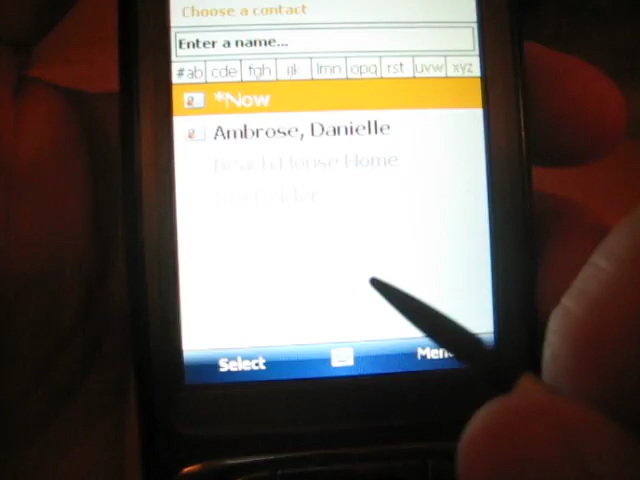 Choose a contact
Enter a name...
#ab cde fgh ijk lmn opq rst uvw xyz
*Now
Ambrose, Danielle
Beach House Home
Select Menu